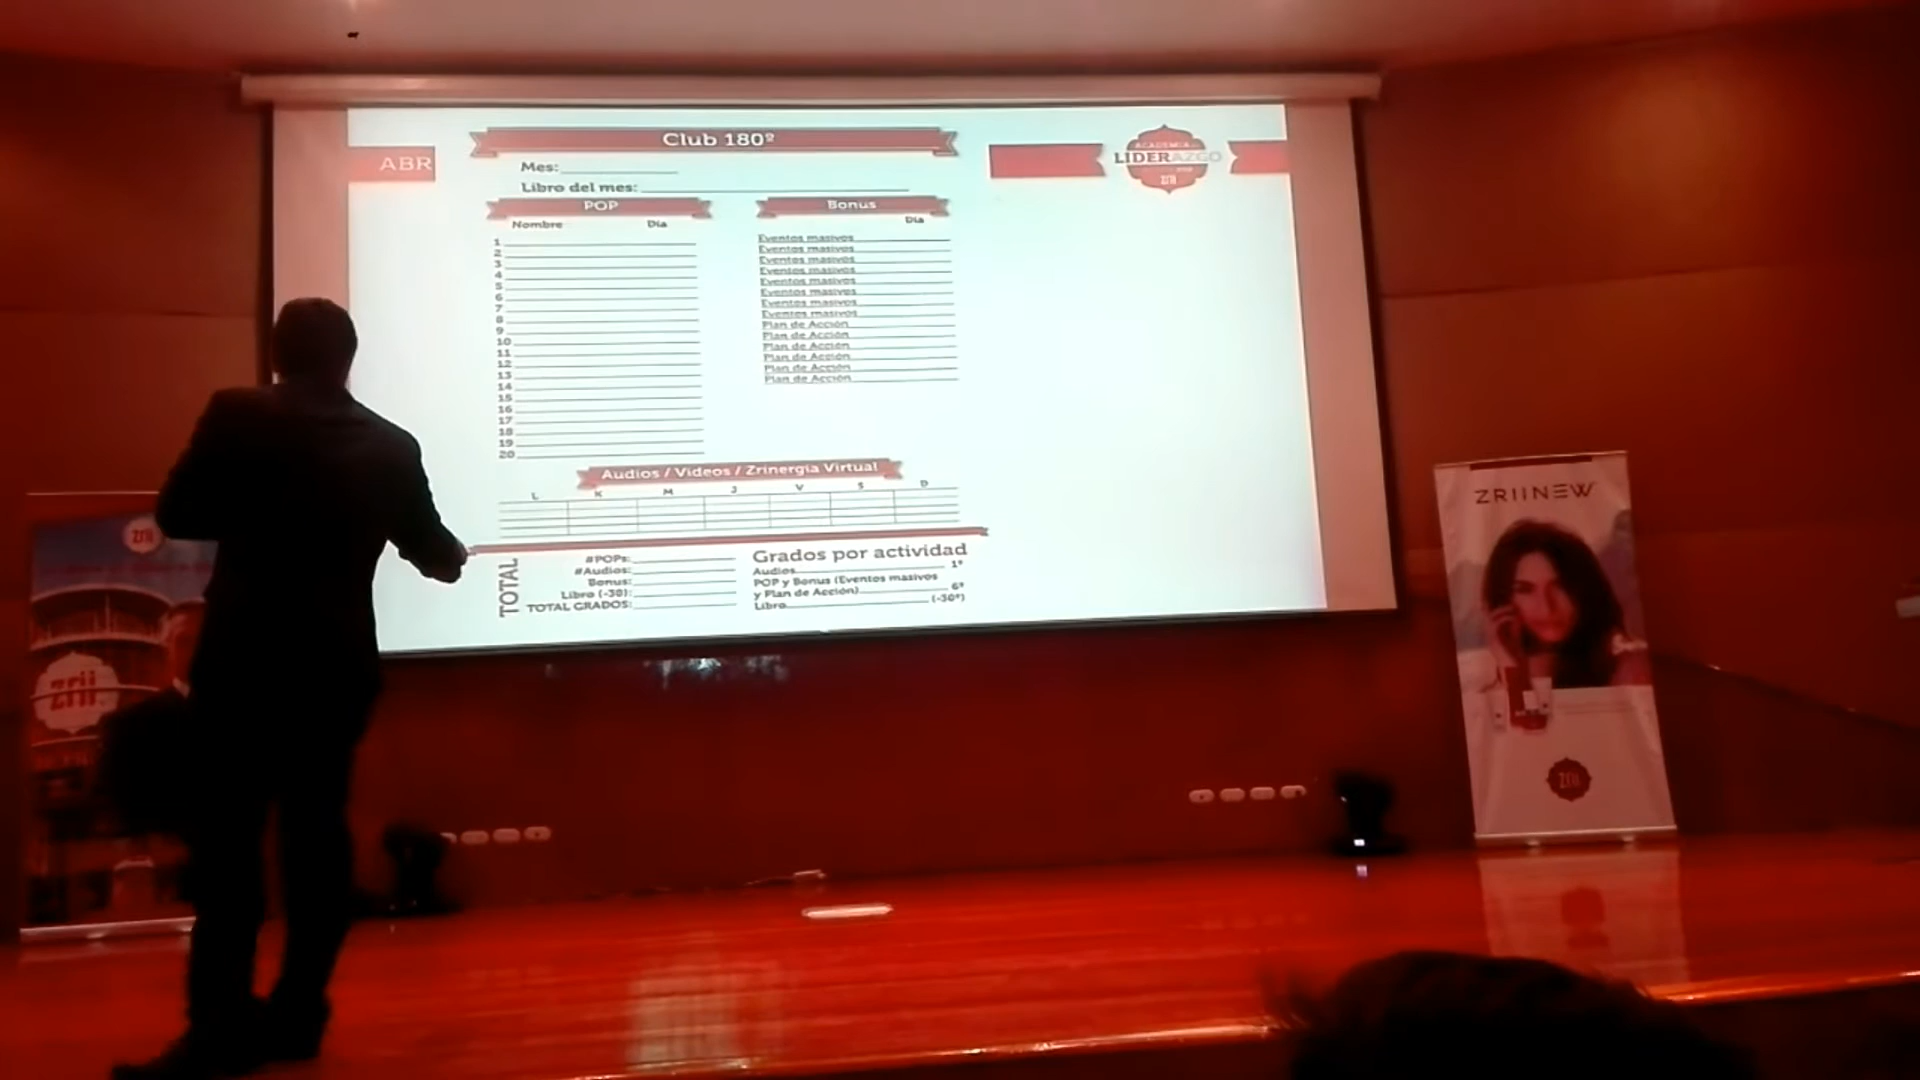 Club 180º
ABR
ACADEMIA
LIDERAZGO
zrii
Mes:
Libro del mes:
POP
Bonus
Nombre
Día
Día
1
2
3
4
5
6
7
8
9
10
11
12
13
14
15
16
17
18
19
20
Eventos masivos
Eventos masivos
Eventos masivos
Eventos masivos
Eventos masivos
Eventos masivos
Eventos masivos
Eventos masivos
Plan de Acción
Plan de Acción
Plan de Acción
Plan de Acción
Plan de Acción
Plan de Acción
Audios / Videos / Zrinergia Virtual
L K M J V S D
TOTAL
#POPs:
#Audios:
Bonus:
Libro (-30):
TOTAL GRADOS:
Grados por actividad
Audios 1º
POP y Bonus (Eventos masivos
y Plan de Acción) 6º
Libro (-30º)
ZRIINEW
zrii
zrii
zrii